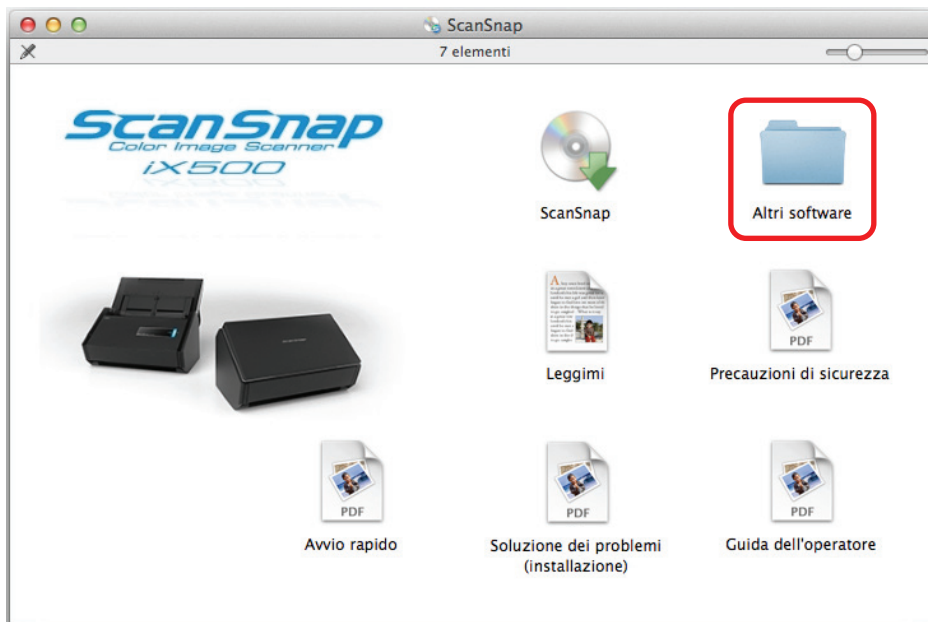 ScanSnap
7 elementi
ScanSnap
Color Image Scanner
iX500
ScanSnap
Altri software
Leggimi
Precauzioni di sicurezza
PDF
Avvio rapido
PDF
Soluzione dei problemi
(installazione)
PDF
Guida dell'operatore
PDF